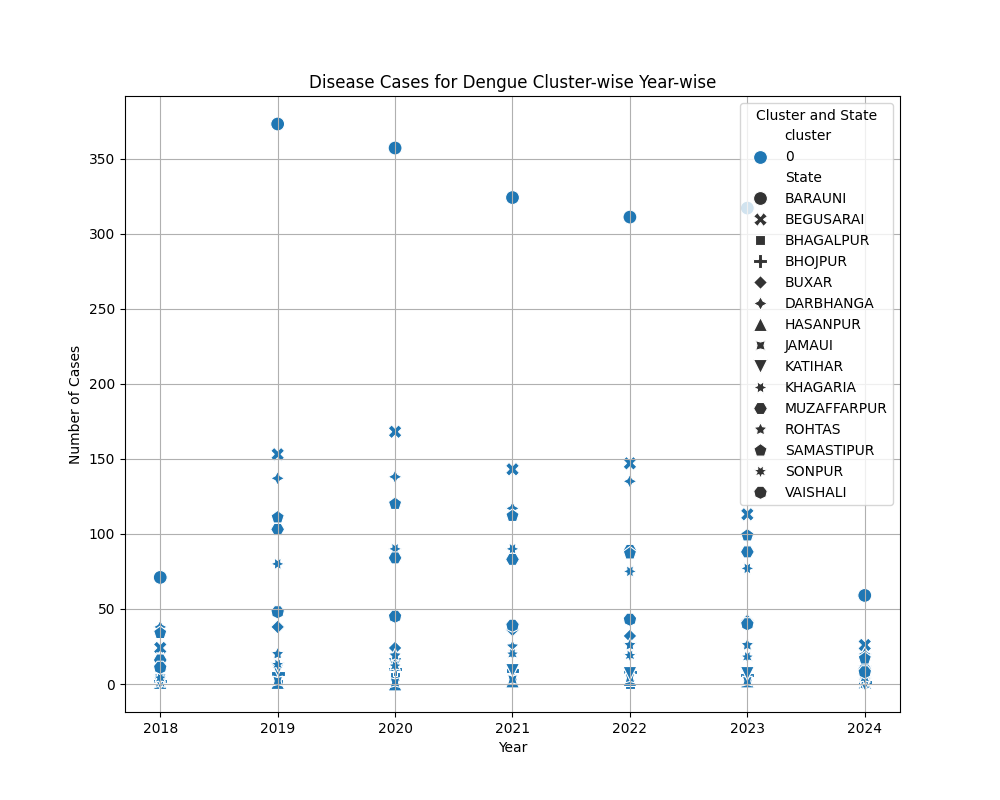 Disease Cases for Dengue Cluster-wise Year-wise
Cluster and State
cluster
0
State
BARAUNI
BEGUSARAI
BHAGALPUR
BHOJPUR
BUXAR
DARBHANGA
HASANPUR
JAMAUI
KATIHAR
KHAGARIA
MUZAFFARPUR
ROHTAS
SAMASTIPUR
SONPUR
VAISHALI
Number of Cases
350
300
250
200
150
100
50
0
2018
2019
2020
2021
2022
2023
2024
Year